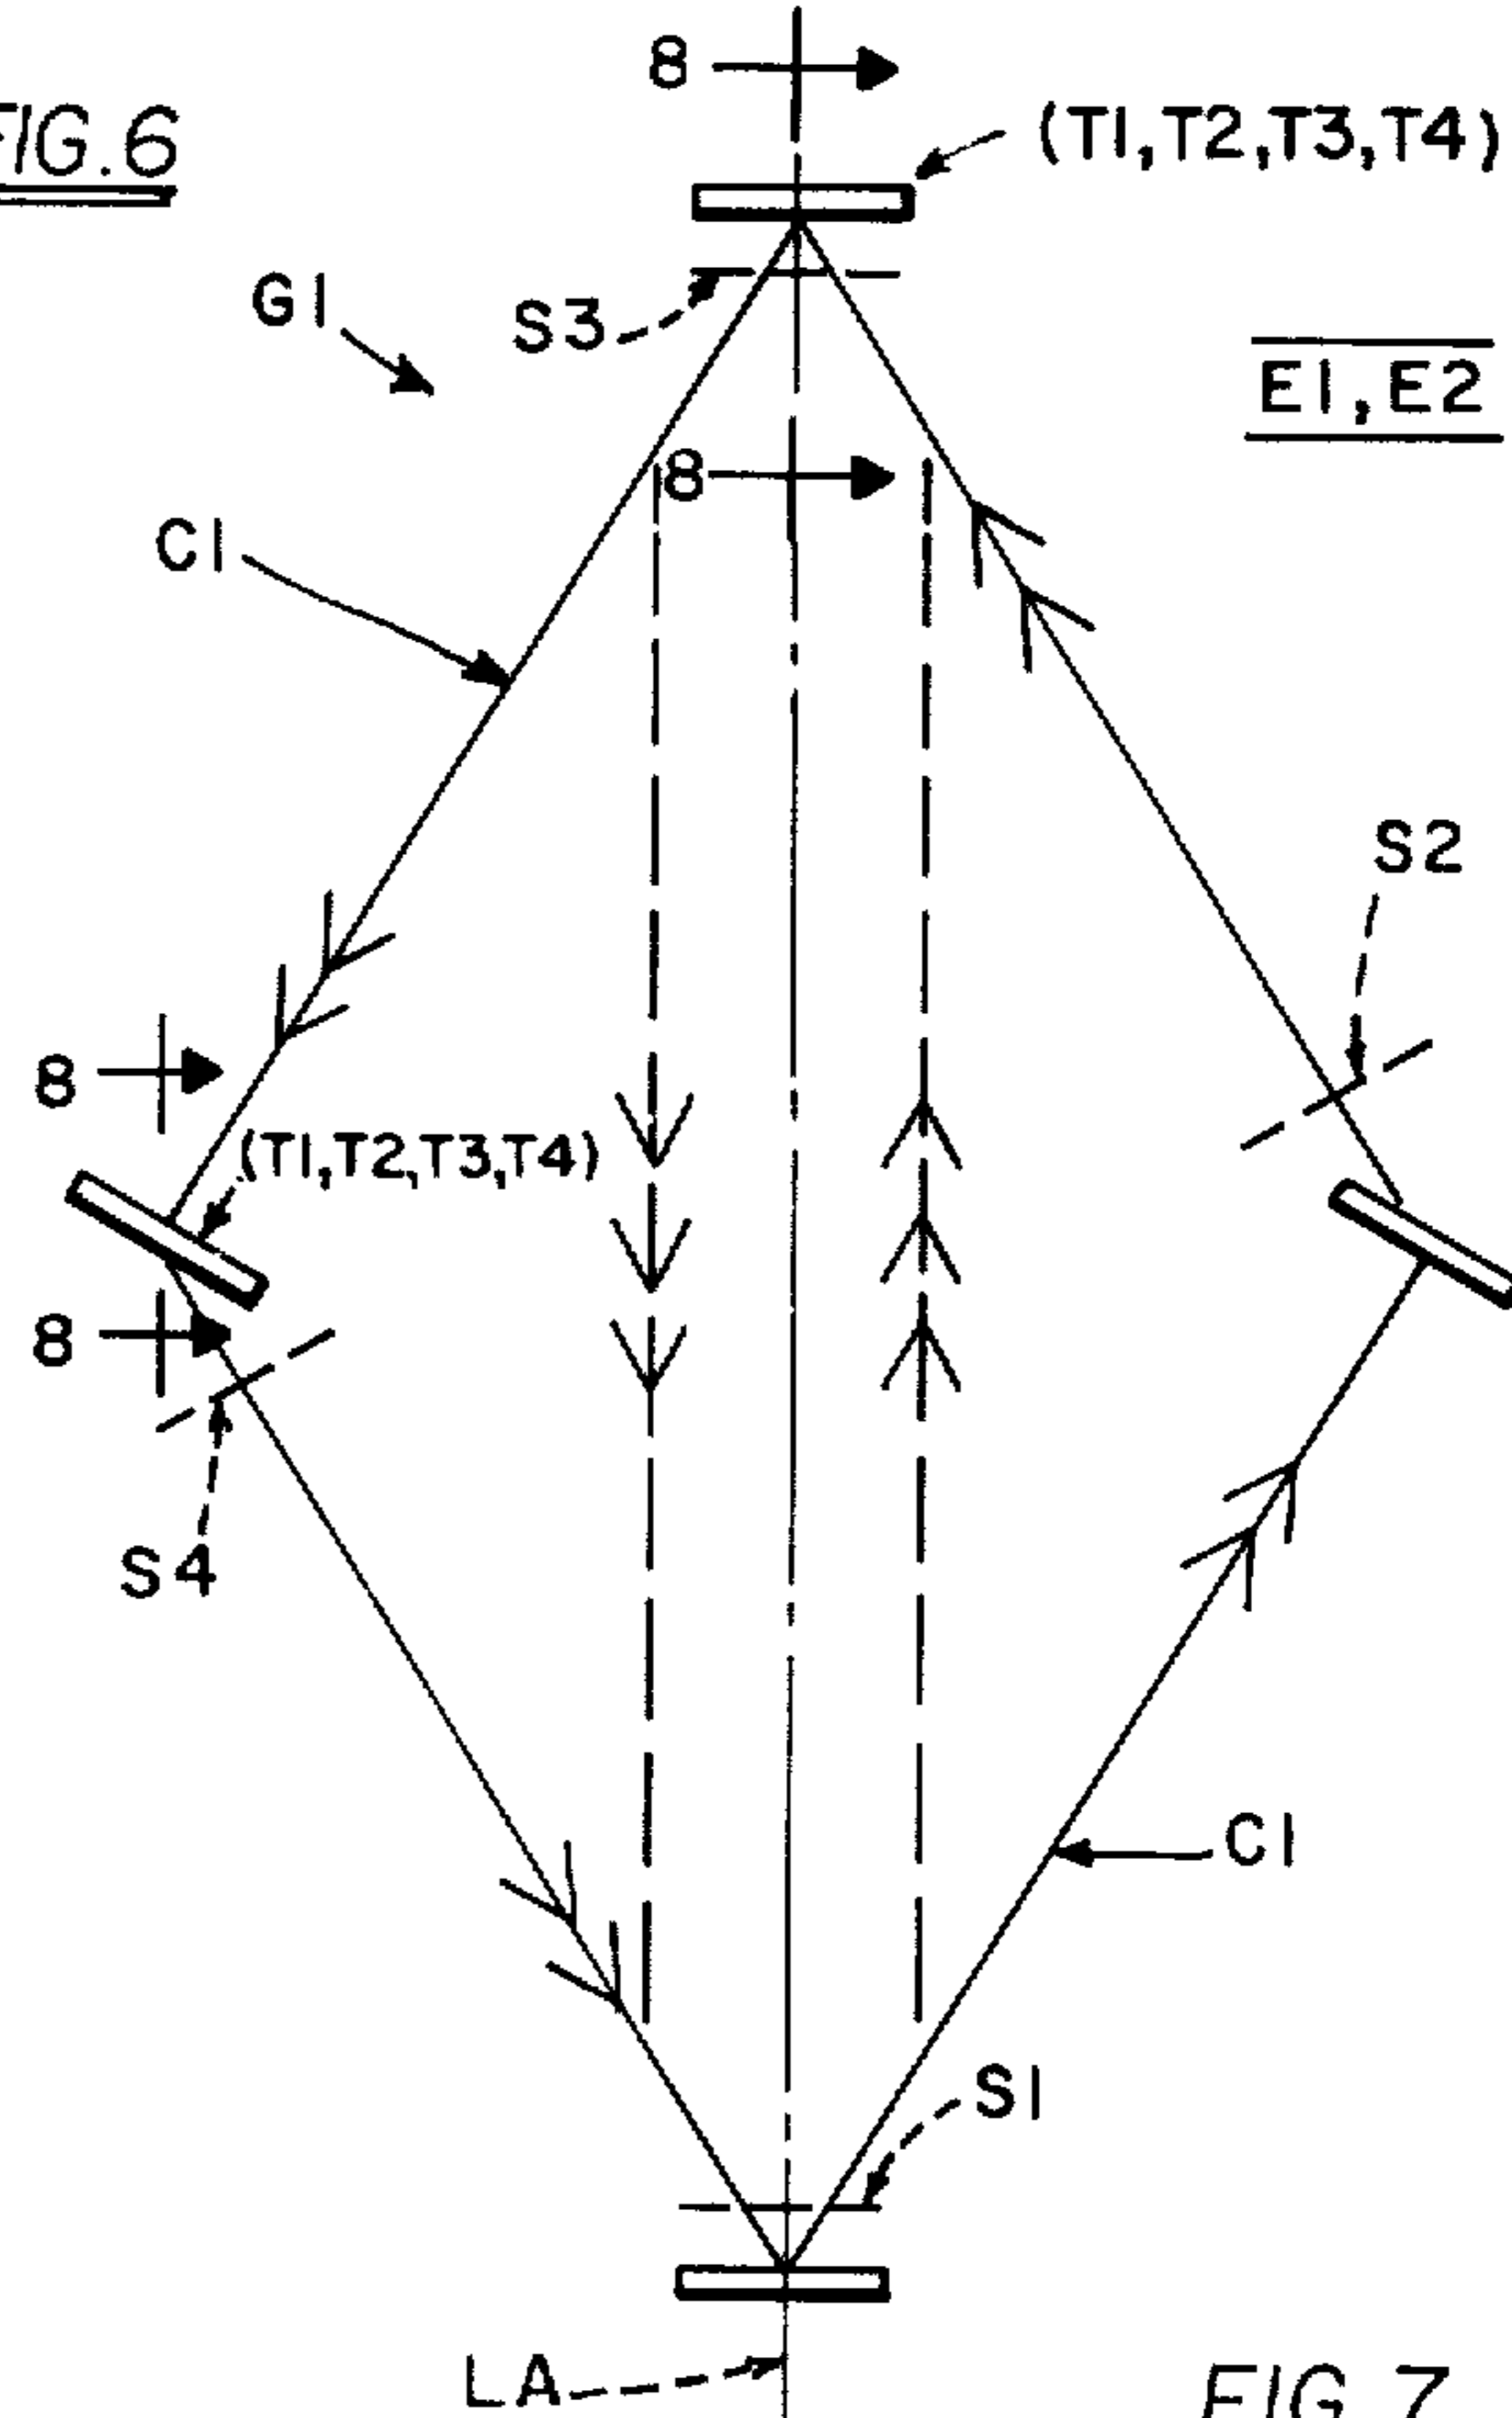 8
FIG.6
(T1,T2,T3,T4)
G1
S3
E1,E2
8
C1
S2
8
(T1,T2,T3,T4)
8
S4
C1
S1
LA
FIG.7